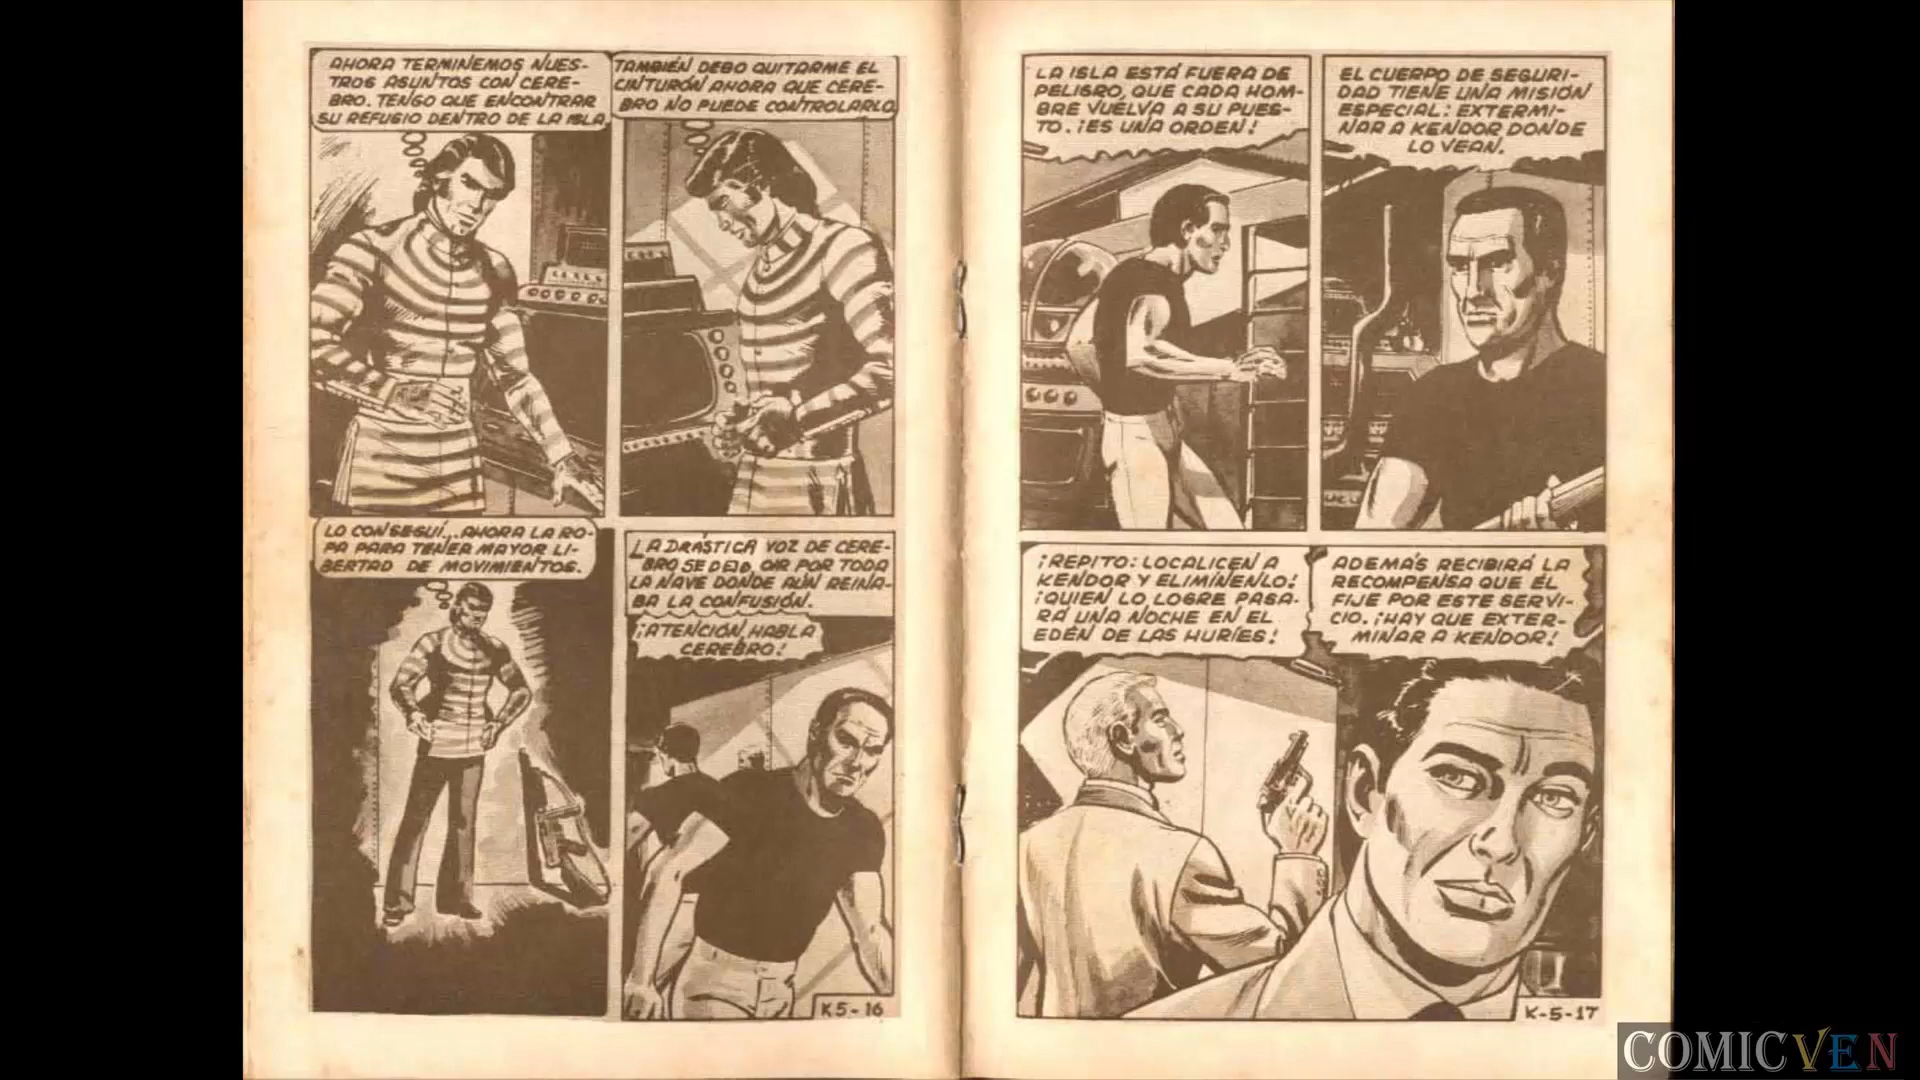 AHORA TERMINEMOS NUES-
TROS ASUNTOS CON CERE-
BRO. TENGO QUE ENCONTRAR
SU REFUGIO DENTRO DE LA ISLA.
TAMBIÉN DEBO QUITARME EL
CINTURÓN AHORA QUE CERE-
BRO NO PUEDE CONTROLARLO
LO CONSEGUÍ... AHORA LA RO-
PA PARA TENER MAYOR LI-
BERTAD DE MOVIMIENTOS.
LA DRÁSTICA VOZ DE CERE-
BRO SE DEJO OIR POR TODA
LA NAVE DONDE AÚN REINA-
BA LA CONFUSIÓN.
¡ATENCIÓN, HABLA
CEREBRO!
K5-16
LA ISLA ESTÁ FUERA DE
PELIGRO, QUE CADA HOM-
BRE VUELVA A SU PUES-
TO. ¡ES UNA ORDEN!
EL CUERPO DE SEGURI-
DAD TIENE UNA MISIÓN
ESPECIAL: EXTERMI-
NAR A KENDOR DONDE
LO VEAN.
¡REPITO: LOCALICEN A
KENDOR Y ELIMÍNENLO!
¡QUIEN LO LOGRE PASA-
RÁ UNA NOCHE EN EL
EDÉN DE LAS HURÍES!
ADEMÁS RECIBIRÁ LA
RECOMPENSA QUE ÉL
FIJE POR ESTE SERVI-
CIO. ¡HAY QUE EXTER-
MINAR A KENDOR!
K-5-17
COMICVEN